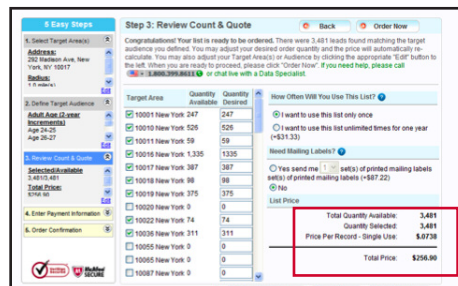 5 Easy Steps
1. Select Target Area(s)
Address:
292 Madison Ave, New
York, NY 10017
Radius:
Edit
2. Define Target Audience
Adult Age (2-year
Increments)
Age 24-25
Age 26-27
Edit
3. Review Count & Quote
Selected/Available
3,481/3,481
Total Price:
$256.90
Edit
4. Enter Payment Information
5. Order Confirmation
McAfee
SECURE
Step 3: Review Count & Quote
Back
Order Now
Congratulations! Your list is ready to be ordered. There were 3,481 leads found matching the target
audience you defined. You may adjust your desired order quantity and the price will automatically re-
calculate. You may also adjust your Target Area(s) or Audience by clicking the appropriate "Edit" button to
the left. When you are ready to proceed, please click "Order Now". If you need help, please call
1.800.399.8611 or chat live with a Data Specialist.
Target Area Quantity Available Quantity Desired
10001 New York 247 247
10010 New York 526 526
10011 New York 59 59
10016 New York 1,335 1335
10017 New York 387 387
10018 New York 98 98
10019 New York 375 375
10020 New York 0 0
10022 New York 74 74
10036 New York 311 311
10055 New York 0 0
10065 New York 0 0
10087 New York 0 0
How Often Will You Use This List?
I want to use this list only once
I want to use this list unlimited times for one year
(+$31.33)
Need Mailing Labels?
Yes send me 1 set(s) of printed mailing labels
set(s) of printed mailing labels (+$87.22)
No
List Price
Total Quantity Available: 3,481
Quantity Selected: 3,481
Price Per Record - Single Use: $.0738
Total Price: $256.90